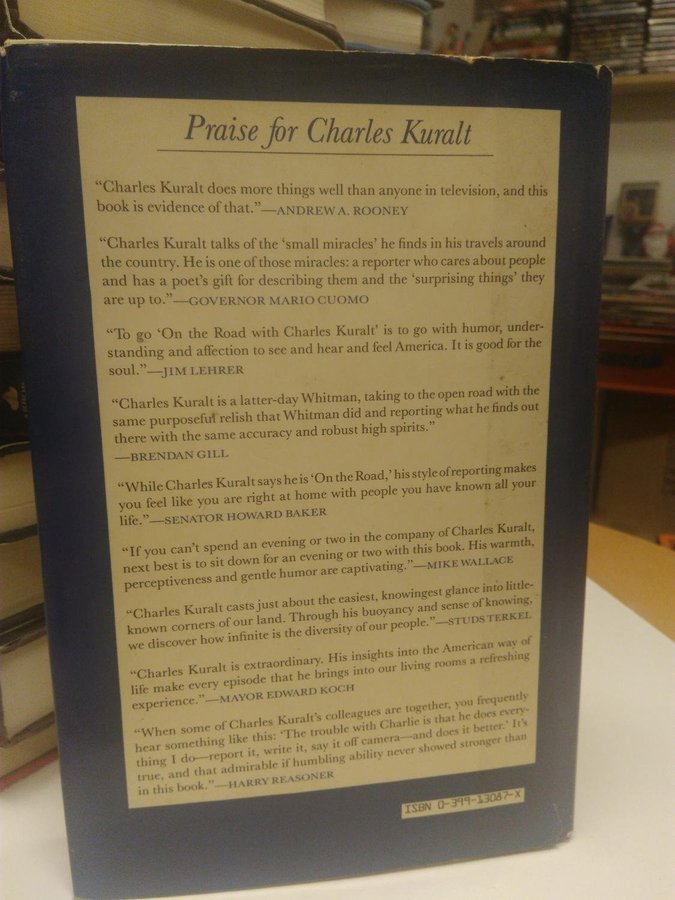 Praise for Charles Kuralt
“Charles Kuralt does more things well than anyone in television, and this
book is evidence of that.”—ANDREW A. ROONEY
“Charles Kuralt talks of the ‘small miracles’ he finds in his travels around
the country. He is one of those miracles: a reporter who cares about people
and has a poet’s gift for describing them and the ‘surprising things’ they
are up to.”—GOVERNOR MARIO CUOMO
“To go ‘On the Road with Charles Kuralt’ is to go with humor, under-
standing and affection to see and hear and feel America. It is good for the
soul.”—JIM LEHRER
“Charles Kuralt is a latter-day Whitman, taking to the open road with the
same purposeful relish that Whitman did and reporting what he finds out
there with the same accuracy and robust high spirits.”
—BRENDAN GILL
“While Charles Kuralt says he is ‘On the Road,’ his style of reporting makes
you feel like you are right at home with people you have known all your
life.”—SENATOR HOWARD BAKER
“If you can’t spend an evening or two in the company of Charles Kuralt,
next best is to sit down for an evening or two with this book. His warmth,
perceptiveness and gentle humor are captivating.”—MIKE WALLACE
“Charles Kuralt casts just about the easiest, knowingest glance into little-
known corners of our land. Through his buoyancy and sense of knowing,
we discover how infinite is the diversity of our people.”—STUDS TERKEL
“Charles Kuralt is extraordinary. His insights into the American way of
life make every episode that he brings into our living rooms a refreshing
experience.”—MAYOR EDWARD KOCH
“When some of Charles Kuralt’s colleagues are together, you frequently
hear something like this: ‘The trouble with Charlie is that he does every-
thing I do—report it, write it, say it off camera—and does it better.’ It’s
true, and that admirable if humbling ability never showed stronger than
in this book.”—HARRY REASONER
ISBN 0-399-13087-X